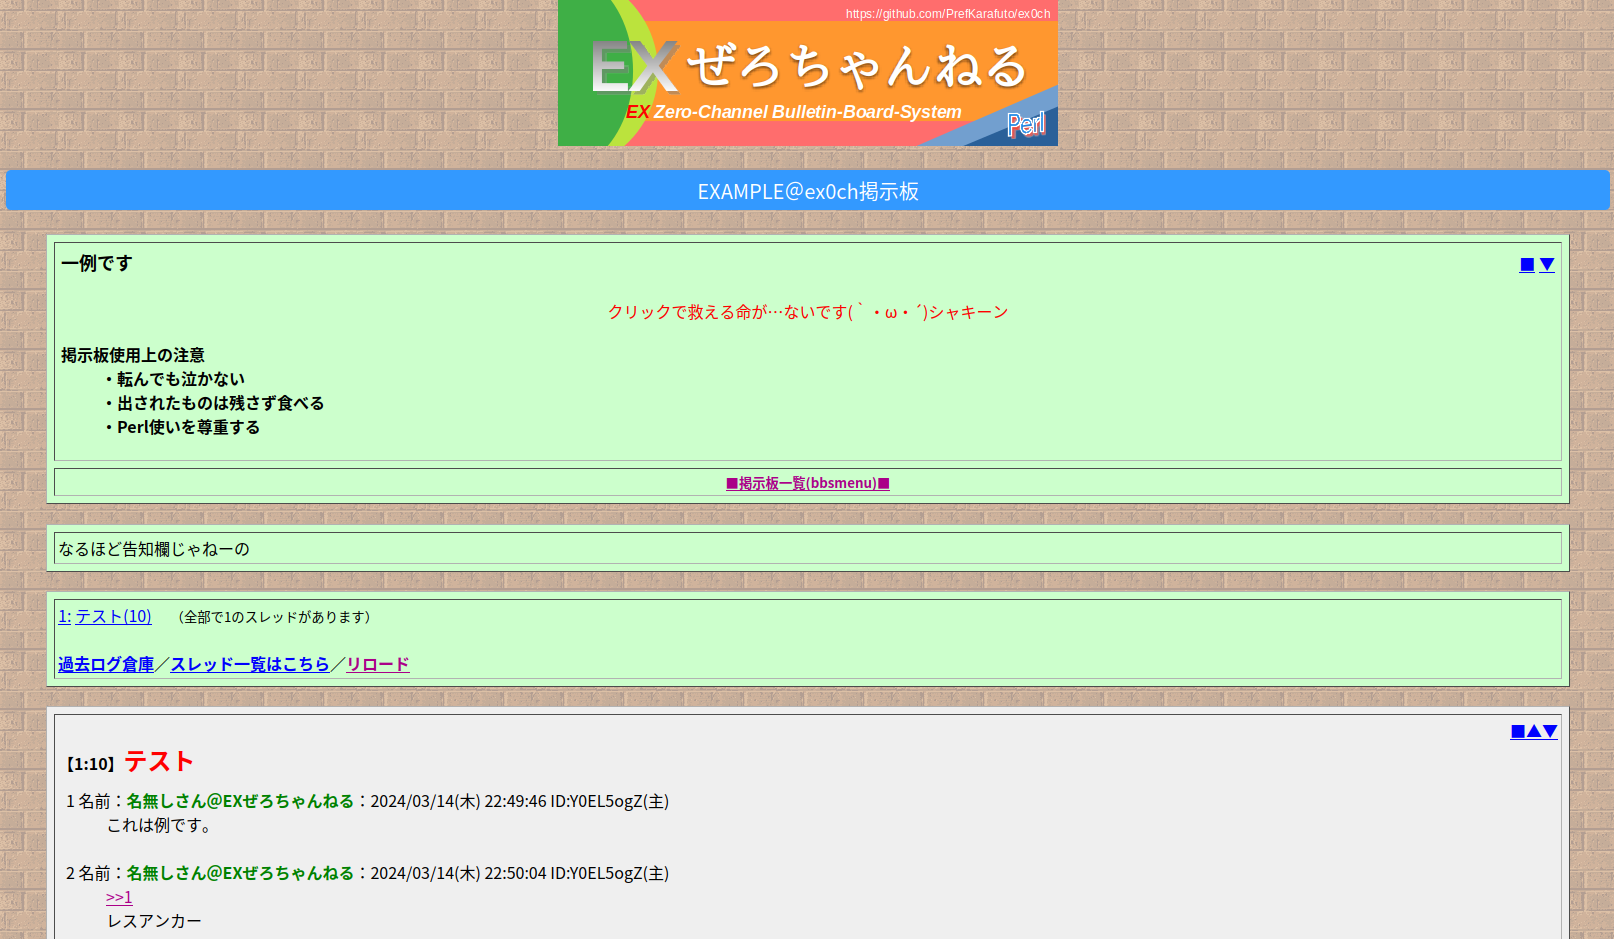 https://github.com/PrefKarafuto/ex0ch
EX ぜろちゃんねる
EX Zero-Channel Bulletin-Board-System
Perl
EXAMPLE＠ex0ch掲示板
一例です
■ ▼
クリックで救える命が…ないです(｀・ω・´)シャキーン
掲示板使用上の注意
・転んでも泣かない
・出されたものは残さず食べる
・Perl使いを尊重する
■掲示板一覧(bbsmenu)■
なるほど告知欄じゃねーの
1: テスト(10) （全部で1のスレッドがあります）
過去ログ倉庫／スレッド一覧はこちら／リロード
■▲▼
【1:10】テスト
1 名前：名無しさん＠EXぜろちゃんねる：2024/03/14(木) 22:49:46 ID:Y0EL5ogZ(主)
これは例です。
2 名前：名無しさん＠EXぜろちゃんねる：2024/03/14(木) 22:50:04 ID:Y0EL5ogZ(主)
>>1
レスアンカー